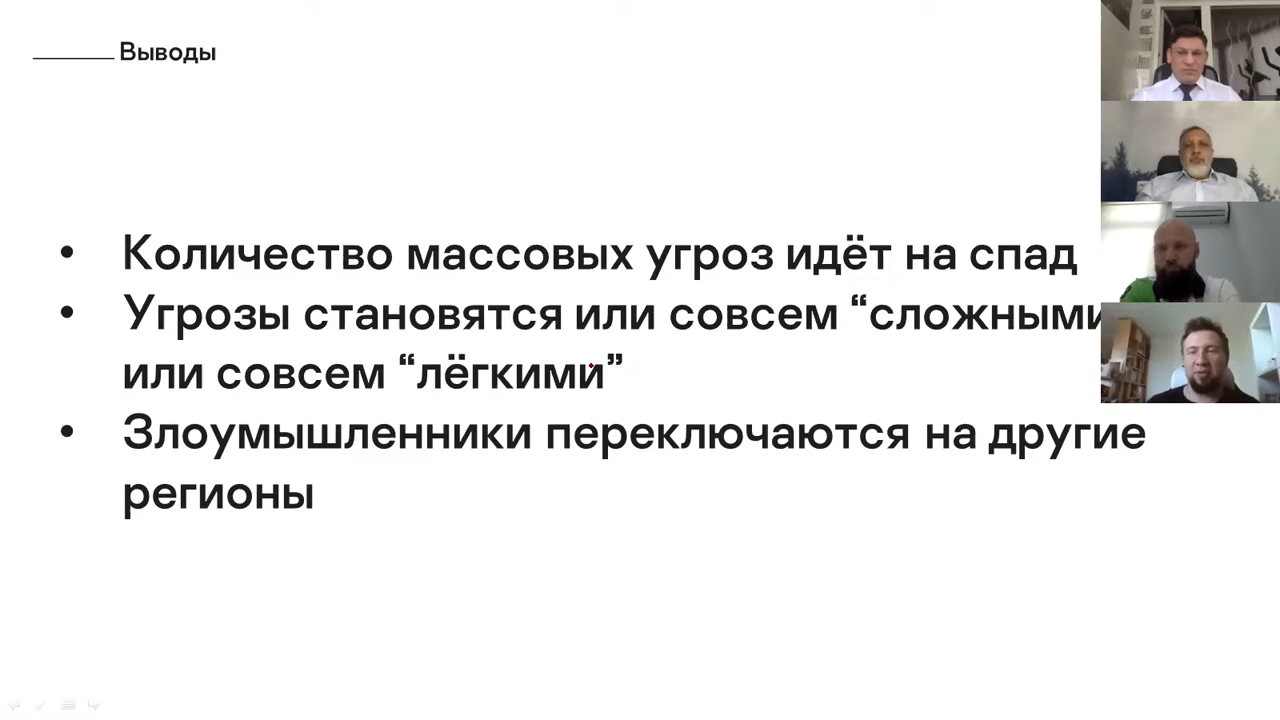 Выводы
• Количество массовых угроз идёт на спад
• Угрозы становятся или совсем “сложными
или совсем “лёгкими”
• Злоумышленники переключаются на другие
регионы